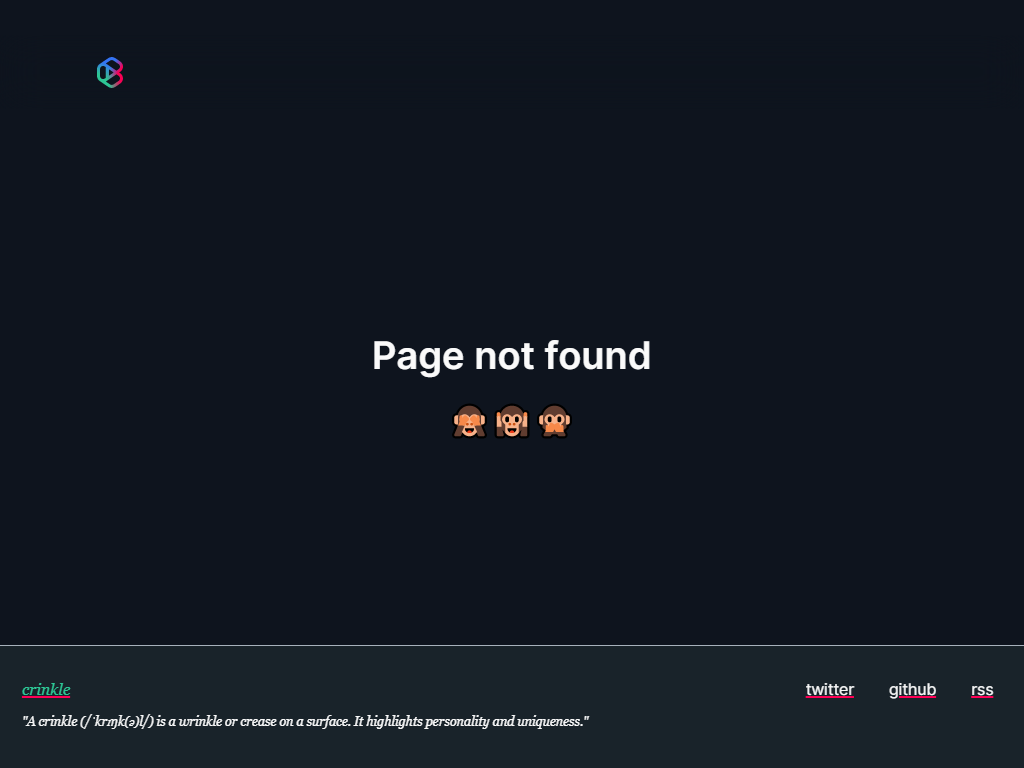 Page not found
🙈 🙉 🙊
crinkle
twitter github rss
"A crinkle (/ˈkrɪŋk(ə)l/) is a wrinkle or crease on a surface. It highlights personality and uniqueness."